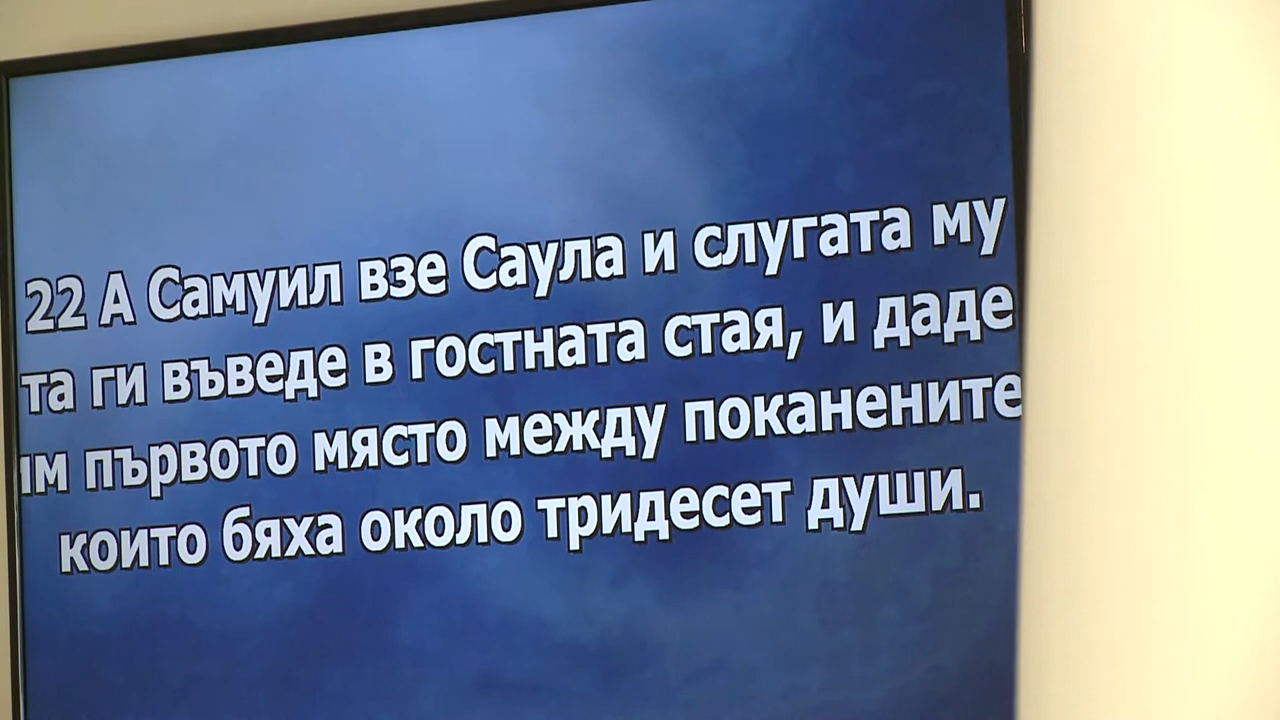 22 А Самуил взе Саула и слугата му
та ги въведе в гостната стая, и даде
им първото място между поканените
които бяха около тридесет души.